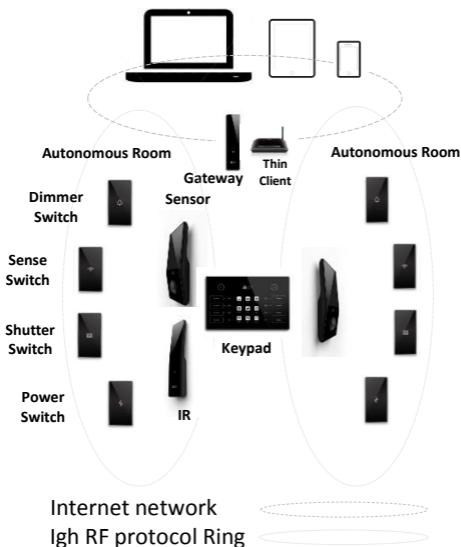 Autonomous Room
Autonomous Room
Gateway
Thin
Client
Dimmer
Switch
Sensor
Sense
Switch
Shutter
Switch
Keypad
Power
Switch
IR
Internet network
Igh RF protocol Ring